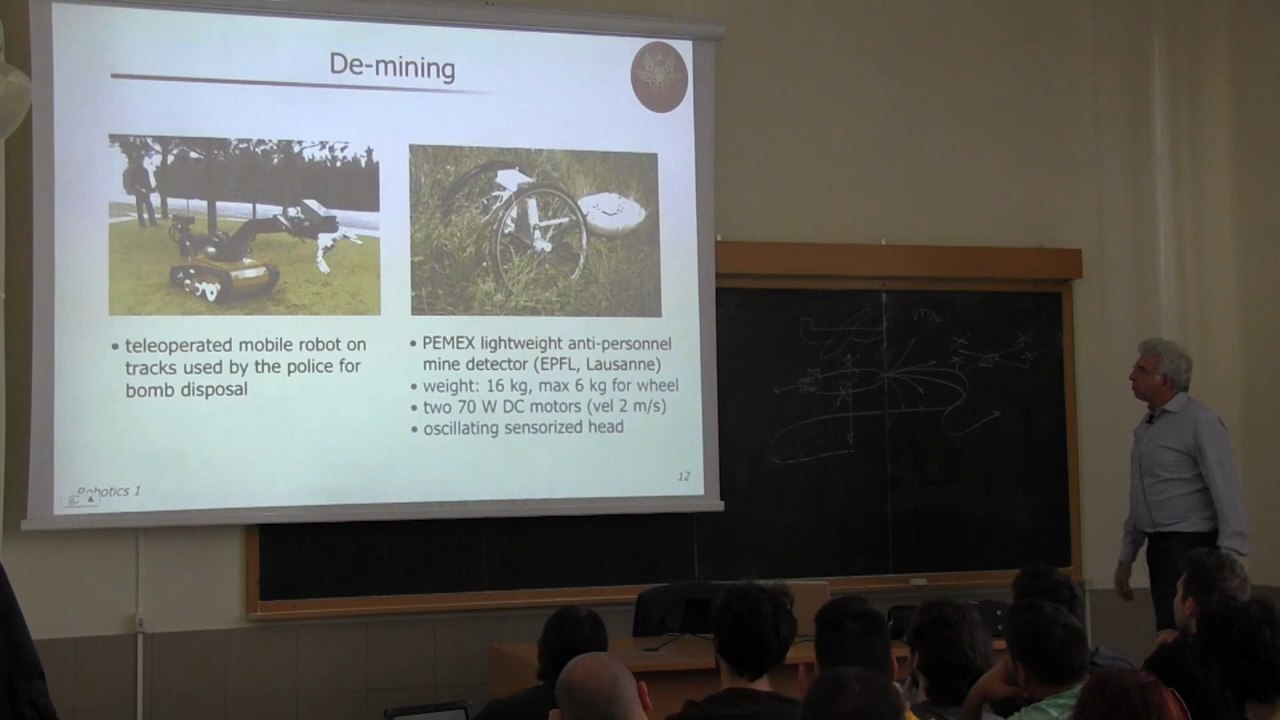 De-mining
• teleoperated mobile robot on
tracks used by the police for
bomb disposal
• PEMEX lightweight anti-personnel
mine detector (EPFL, Lausanne)
• weight: 16 kg, max 6 kg for wheel
• two 70 W DC motors (vel 2 m/s)
• oscillating sensorized head
Robotics 1
12